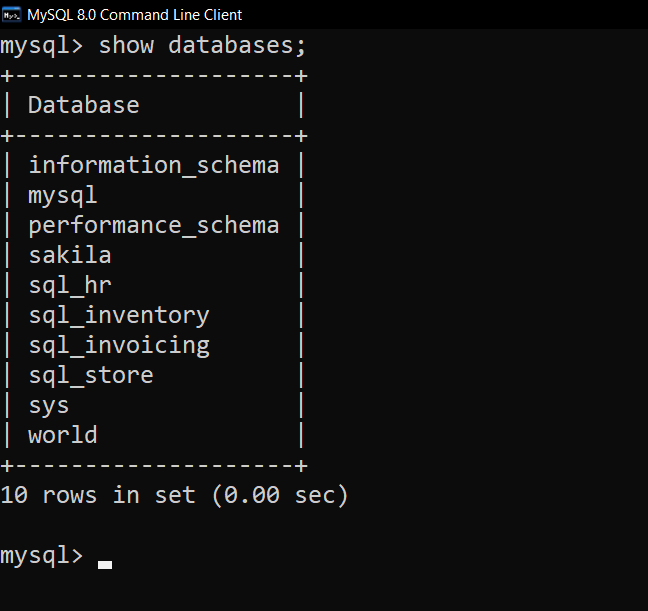 MySQL 8.0 Command Line Client
mysql> show databases;
+--------------------+
| Database           |
+--------------------+
| information_schema |
| mysql              |
| performance_schema |
| sakila             |
| sql_hr             |
| sql_inventory      |
| sql_invoicing      |
| sql_store          |
| sys                |
| world              |
+--------------------+
10 rows in set (0.00 sec)
mysql>